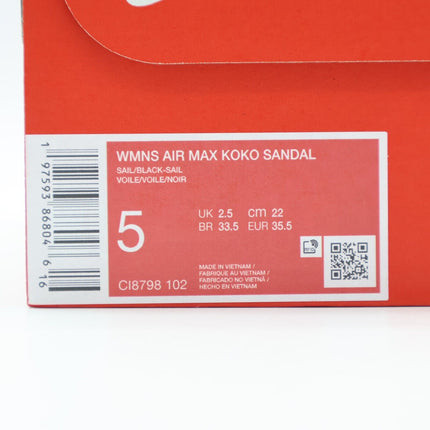 WMNS AIR MAX KOKO SANDAL
SAIL/BLACK-SAIL
VOILE/VOILE/NOIR
5
UK 2.5 cm 22
BR 33.5 EUR 35.5
MADE IN VIETNAM /
FABRIQUE AU VIETNAM /
FABRICADO NO VIETNÃ /
HECHO EN VIETNAM
CI8798 102
1 97593 86804 6 16